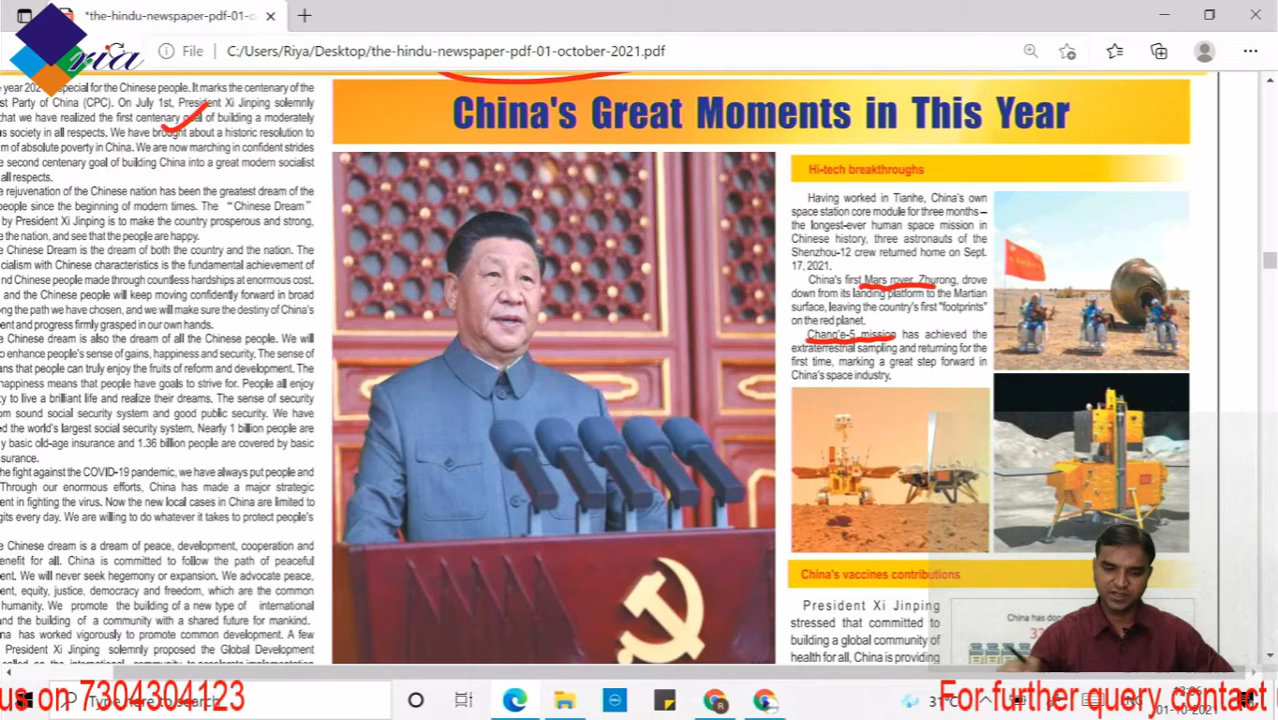 *the-hindu-newspaper-pdf-01-o
ria
File
C:/Users/Riya/Desktop/the-hindu-newspaper-pdf-01-october-2021.pdf
year special for the Chinese people. It marks the centenary of the
Party of China (CPC). On July 1st, President Xi Jinping solemnly
that we have realized the first centenary goal of building a moderately
society in all respects. We have brought about a historic resolution to
m of absolute poverty in China. We are now marching in confident strides
second centenary goal of building China into a great modern socialist
all respects.
rejuvenation of the Chinese nation has been the greatest dream of the
people since the beginning of modern times. The "Chinese Dream"
by President Xi Jinping is to make the country prosperous and strong,
the nation, and see that the people are happy.
Chinese Dream is the dream of both the country and the nation. The
cialism with Chinese characteristics is the fundamental achievement of
nd Chinese people made through countless hardships at enormous cost.
and the Chinese people will keep moving confidently forward in broad
ng the path we have chosen, and will make sure the destiny of China's
ent and progress firmly grasped in our own hands.
Chinese dream is also the dream of all the Chinese people. We will
o enhance people's sense of gains, happiness and security. The sense of
ans that people can truly enjoy the fruits of reform and development. The
happiness means that people have goals to strive for. People all enjoy
ty to live a brilliant life and realize their dreams. The sense of security
om sound social security system and good public security. We have
ed the world's largest social security system. Nearly 1 billion people are
y basic old-age insurance and 1.36 billion people are covered by basic
surance.
he fight against the COVID-19 pandemic, we have always put people and
Through our enormous efforts, China has made a major strategic
ent in fighting the virus. Now the new local cases in China are limited to
gits every day. We are willing to do whatever it takes to protect people's
Chinese dream is a dream of peace, development, cooperation and
enefit for all. China is committed to follow the path of peaceful
ent. We will never seek hegemony or expansion. We advocate peace,
ent, equity, justice, democracy and freedom, which are the common
humanity. We promote the building of a new type of international
and the building of a community with a shared future for mankind.
na has worked vigorously to promote common development. A few
President Xi Jinping solemnly proposed the Global Development
China's Great Moments in This Year
Hi-tech breakthroughs
Having worked in Tianhe, China's own
space station core module for three months –
the longest-ever human space mission in
Chinese history, three astronauts of the
Shenzhou-12 crew returned home on Sept.
17, 2021.
China's first Mars rover, Zhurong, drove
down from its landing platform to the Martian
surface, leaving the country's first "footprints"
on the red planet.
Chang'e-5 mission has achieved the
extraterrestrial sampling and returning for the
first time, marking a great step forward in
China's space industry.
China's vaccines contributions
President Xi Jinping
stressed that committed to
building a global community of
health for all, China is providing
China has don
us on 7304304123
For further query contact
31°C
01-10-2021